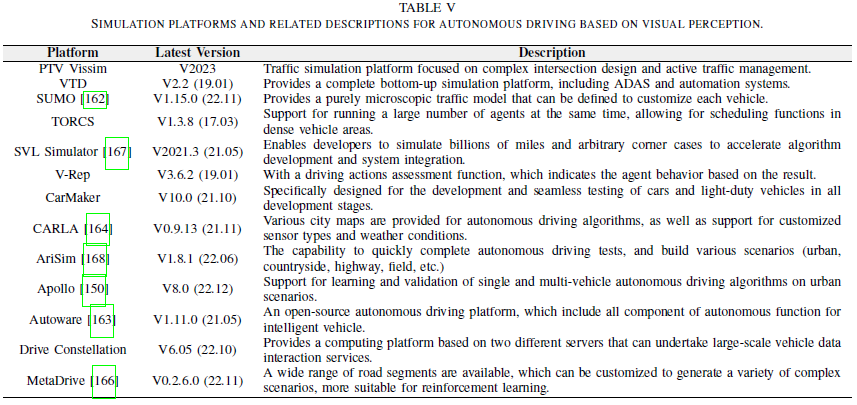 TABLE V
SIMULATION PLATFORMS AND RELATED DESCRIPTIONS FOR AUTONOMOUS DRIVING BASED ON VISUAL PERCEPTION.
Platform Latest Version Description
PTV Vissim V2023 Traffic simulation platform focused on complex intersection design and active traffic management.
VTD V2.2 (19.01) Provides a complete bottom-up simulation platform, including ADAS and automation systems.
SUMO [162] V1.15.0 (22.11) Provides a purely microscopic traffic model that can be defined to customize each vehicle.
TORCS V1.3.8 (17.03) Support for running a large number of agents at the same time, allowing for scheduling functions in
dense vehicle areas.
SVL Simulator [167] V2021.3 (21.05) Enables developers to simulate billions of miles and arbitrary corner cases to accelerate algorithm
development and system integration.
V-Rep V3.6.2 (19.01) With a driving actions assessment function, which indicates the agent behavior based on the result.
CarMaker V10.0 (21.10) Specifically designed for the development and seamless testing of cars and light-duty vehicles in all
development stages.
CARLA [164] V0.9.13 (21.11) Various city maps are provided for autonomous driving algorithms, as well as support for customized
sensor types and weather conditions.
AriSim [168] V1.8.1 (22.06) The capability to quickly complete autonomous driving tests, and build various scenarios (urban,
countryside, highway, field, etc.)
Apollo [150] V8.0 (22.12) Support for learning and validation of single and multi-vehicle autonomous driving algorithms on urban
scenarios.
Autoware [163] V1.11.0 (21.05) An open-source autonomous driving platform, which include all component of autonomous function for
intelligent vehicle.
Drive Constellation V6.05 (22.10) Provides a computing platform based on two different servers that can undertake large-scale vehicle data
interaction services.
MetaDrive [166] V0.2.6.0 (22.11) A wide range of road segments are available, which can be customized to generate a variety of complex
scenarios, more suitable for reinforcement learning.